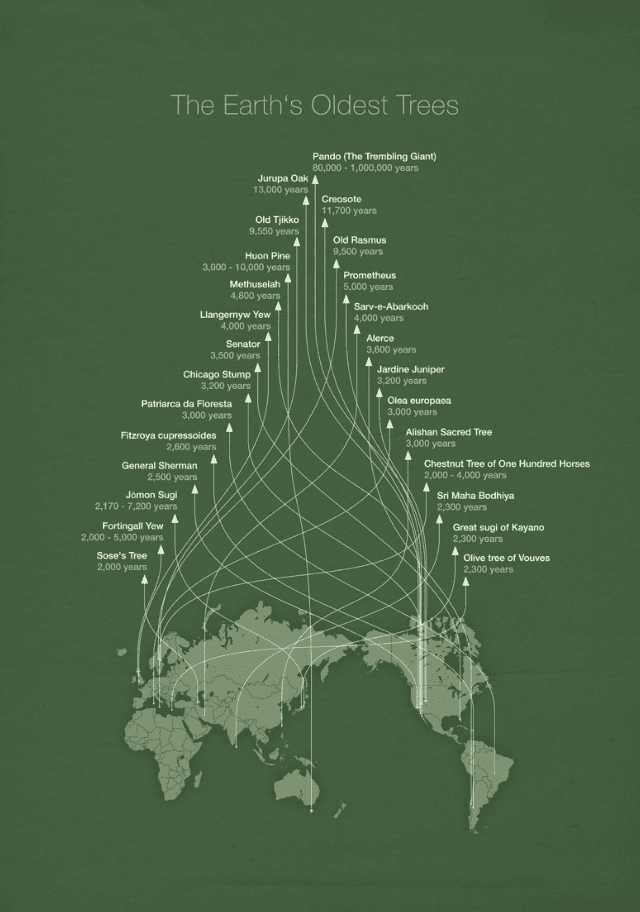 The Earth's Oldest Trees
Pando (The Trembling Giant)
80,000 - 1,000,000 years
Jurupa Oak
13,000 years
Creosote
11,700 years
Old Tjikko
9,550 years
Old Rasmus
9,500 years
Huon Pine
3,000 - 10,000 years
Prometheus
5,000 years
Methuselah
4,800 years
Sarv-e-Abarkooh
4,000 years
Llangernyw Yew
4,000 years
Alerce
3,600 years
Senator
3,500 years
Jardine Juniper
3,200 years
Chicago Stump
3,200 years
Olea europaea
3,000 years
Patriarca da Floresta
3,000 years
Alishan Sacred Tree
3,000 years
Fitzroya cupressoides
2,600 years
Chestnut Tree of One Hundred Horses
2,000 - 4,000 years
General Sherman
2,500 years
Sri Maha Bodhiya
2,300 years
Jōmon Sugi
2,170 - 7,200 years
Great sugi of Kayano
2,300 years
Fortingall Yew
2,000 - 5,000 years
Olive tree of Vouves
2,300 years
Sose's Tree
2,000 years